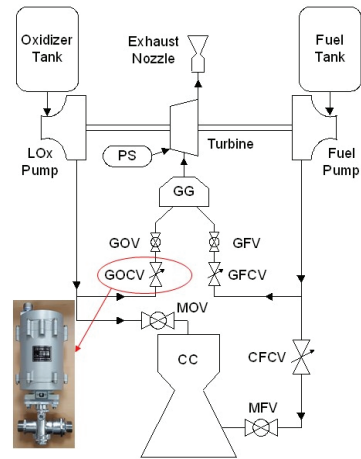 Oxidizer
Tank
Exhaust
Nozzle
Fuel
Tank
LOx
Pump
PS
Turbine
Fuel
Pump
GG
GOV
GFV
GOCV
GFCV
MOV
CC
CFCV
MFV